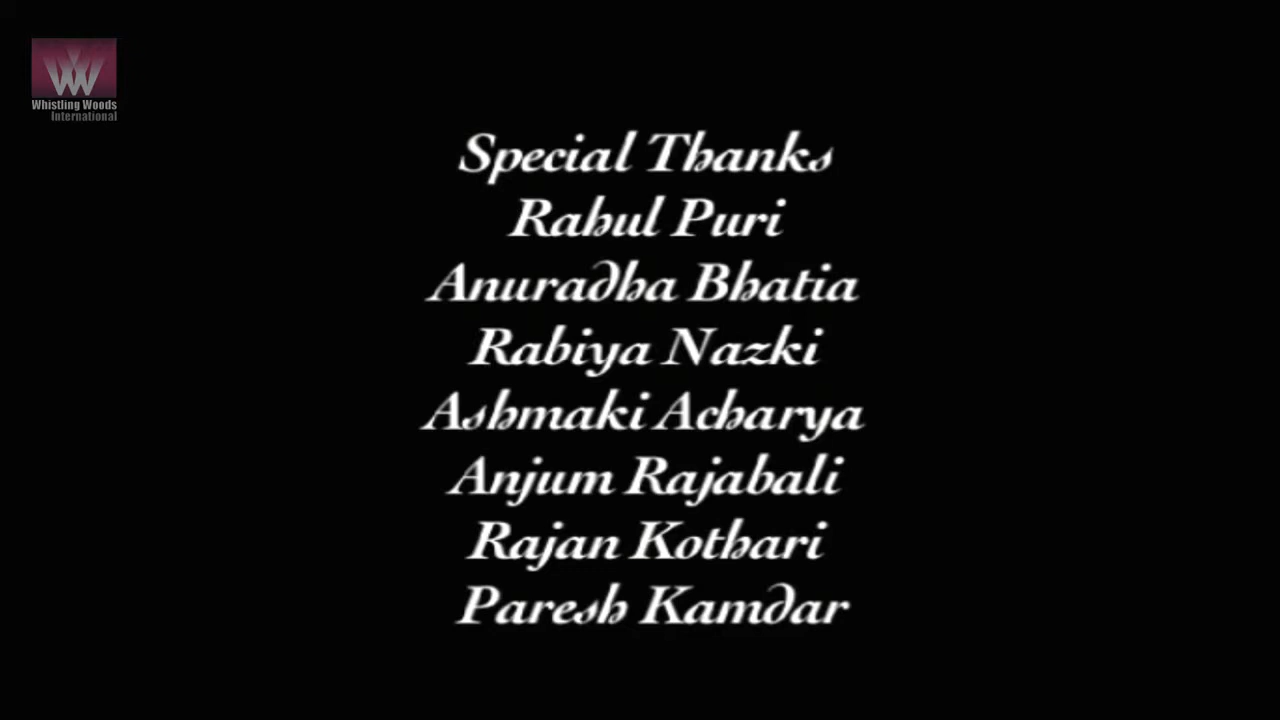 Whistling Woods
International
Special Thanks
Rahul Puri
Anuradha Bhatia
Rabiya Nazki
Ashmaki Acharya
Anjum Rajabali
Rajan Kothari
Paresh Kamdar